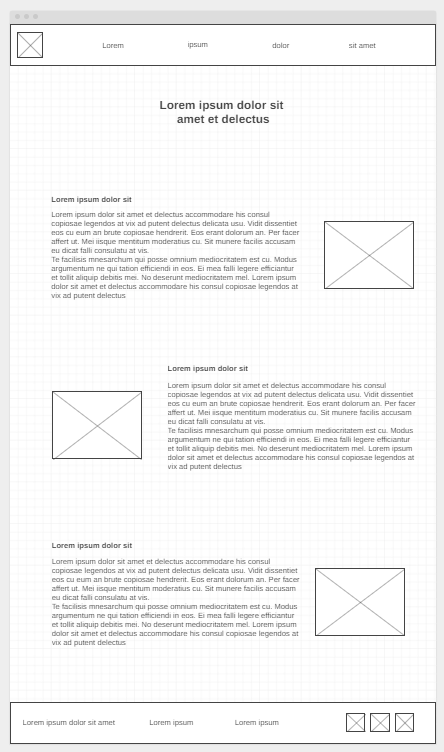 Lorem
ipsum
dolor
sit amet
Lorem ipsum dolor sit
amet et delectus
Lorem ipsum dolor sit
Lorem ipsum dolor sit amet et delectus accommodare his consul
copiosae legendos at vix ad putent delectus delicata usu. Vidit dissentiet
eos cu eum an brute copiosae hendrerit. Eos erant dolorum an. Per facer
affert ut. Mei iisque mentitum moderatius cu. Sit munere facilis accusam
eu dicat falli cu vis.
Te facilisis mnesarchum qui posse omnium mediocritatem est cu. Modus
argumentum ne qui tation efficiendi in eos. Ei mea falli legere efficiantur
et tollit aliquip debitis mei. No deserunt mediocritatem. Lorem ipsum
dolor sit amet et delectus accommodare his consul copiosae legendos at
vix ad putent delectus
Lorem ipsum dolor sit
Lorem ipsum dolor sit amet et delectus accommodare his consul
copiosae legendos at vix ad putent delectus delicata usu. Vidit dissentiet
eos cu eum an brute copiosae hendrerit. Eos erant dolorum an. Per facer
affert ut. Mei iisque mentitum moderatius cu. Sit munere facilis accusam
eu dicat falli cu vis.
Te facilisis mnesarchum qui posse omnium mediocritatem est cu. Modus
argumentum ne qui tation efficiendi in eos. Ei mea falli legere efficiantur
et tollit aliquip debitis mei. No deserunt mediocritatem. Lorem ipsum
dolor sit amet et delectus accommodare his consul copiosae legendos at
vix ad putent delectus
Lorem ipsum dolor sit
Lorem ipsum dolor sit amet et delectus accommodare his consul
copiosae legendos at vix ad putent delectus delicata usu. Vidit dissentiet
eos cu eum an brute copiosae hendrerit. Eos erant dolorum an. Per facer
affert ut. Mei iisque mentitum moderatius cu. Sit munere facilis accusam
eu dicat falli cu vis.
Te facilisis mnesarchum qui posse omnium mediocritatem est cu. Modus
argumentum ne qui tation efficiendi in eos. Ei mea falli legere efficiantur
et tollit aliquip debitis mei. No deserunt mediocritatem. Lorem ipsum
dolor sit amet et delectus accommodare his consul copiosae legendos at
vix ad putent delectus
Lorem ipsum dolor sit amet
Lorem ipsum
Lorem ipsum